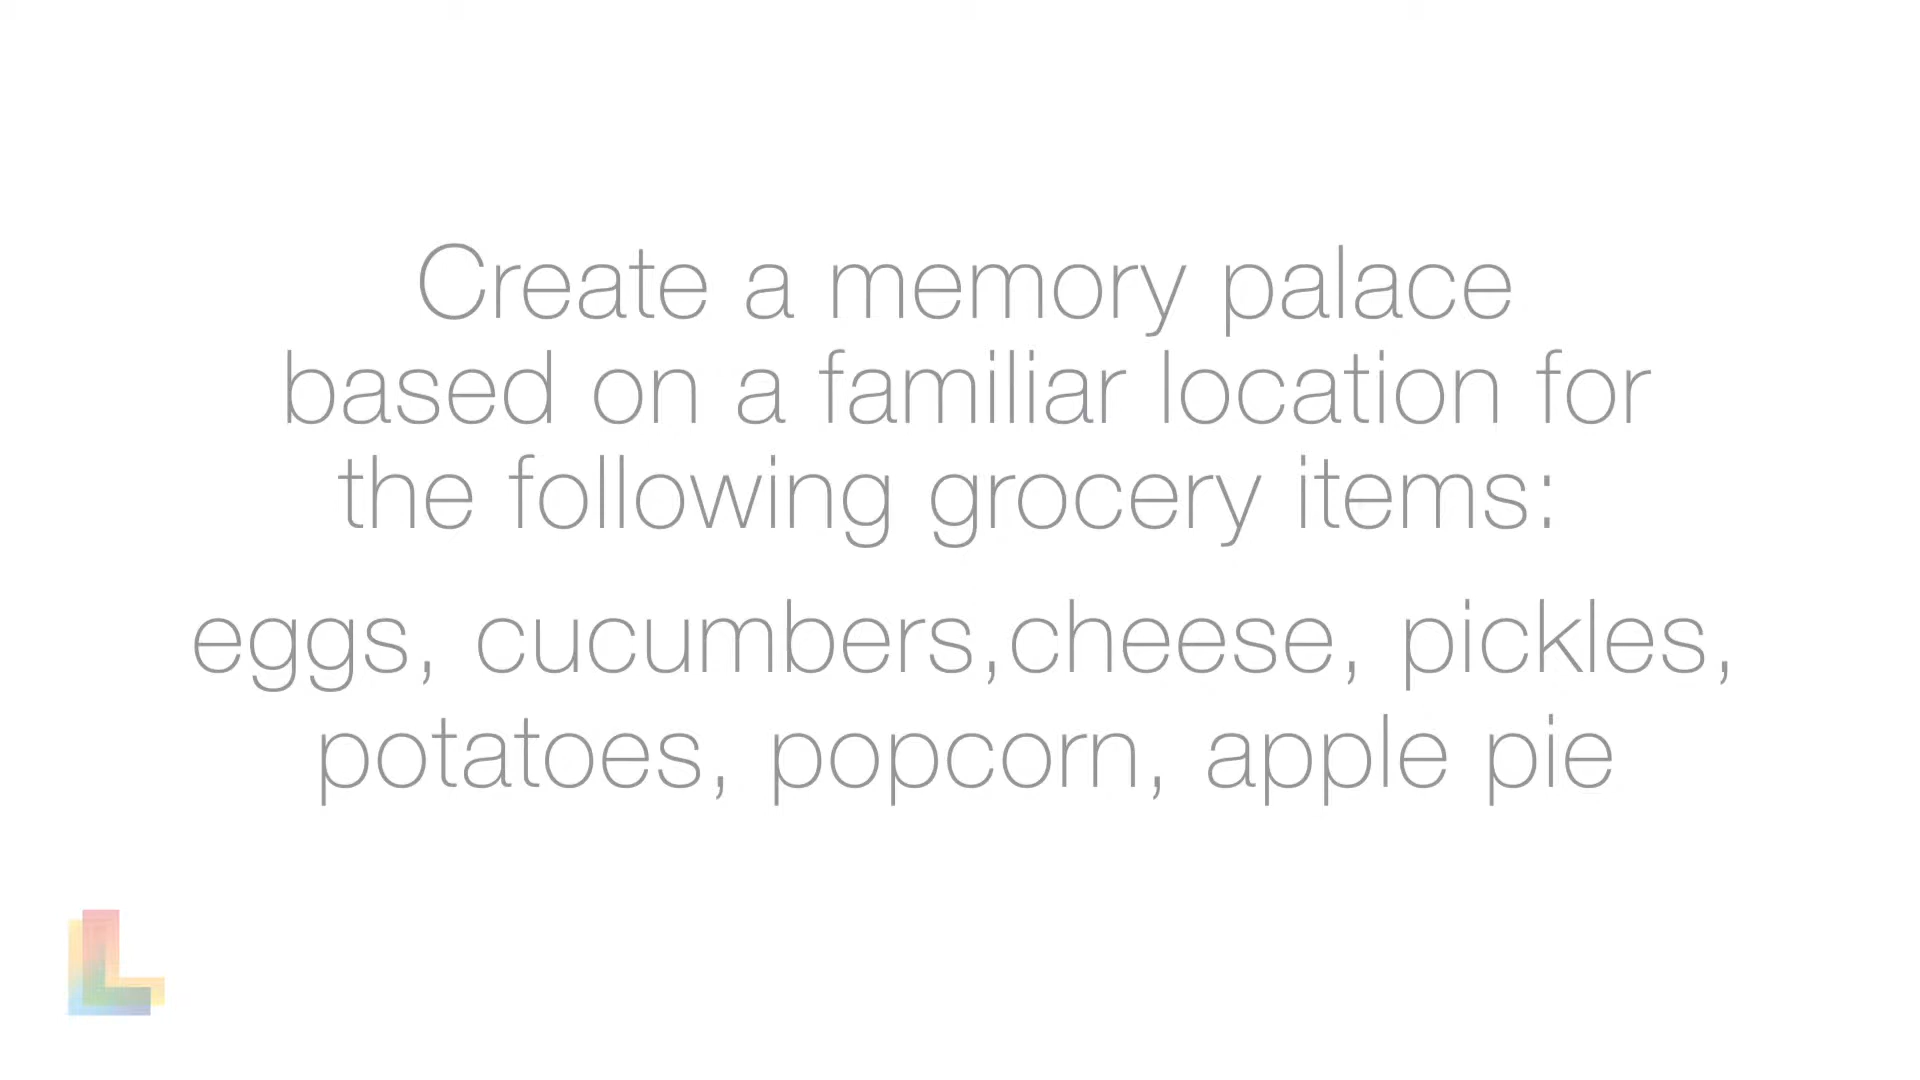 Create a memory palace
based on a familiar location for
the following grocery items:
eggs, cucumbers,cheese, pickles,
potatoes, popcorn, apple pie
L